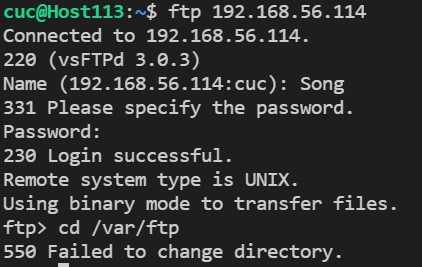 cuc@Host113:~$ ftp 192.168.56.114
Connected to 192.168.56.114.
220 (vsFTPd 3.0.3)
Name (192.168.56.114:cuc): Song
331 Please specify the password.
Password:
230 Login successful.
Remote system type is UNIX.
Using binary mode to transfer files.
ftp> cd /var/ftp
550 Failed to change directory.